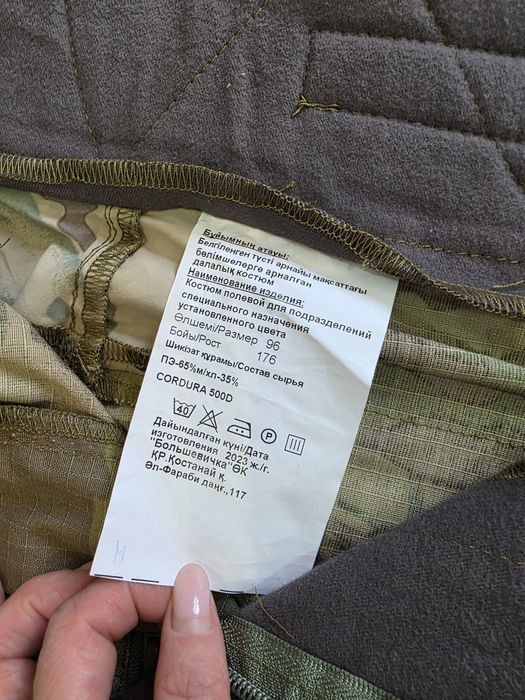 Бұйымның атауы:
Белгіленген түсті арнайы мақсаттағы
бөлімшелерге арналған
далалық костюм
Наименование изделия:
Костюм полевой для подразделений
специального назначения
установленного цвета
Өлшемі/Размер 96
Бойы/Рост 176
Шикізат құрамы/Состав сырья
ПЭ-65%м/хл-35%
CORDURA 500D
40 P
Дайындалған күні/Дата
изготовления 2023 ж./г.
"Большевичка"ӨК
ҚР.Қостанай қ.
Әл-Фараби даңғ.,117
H